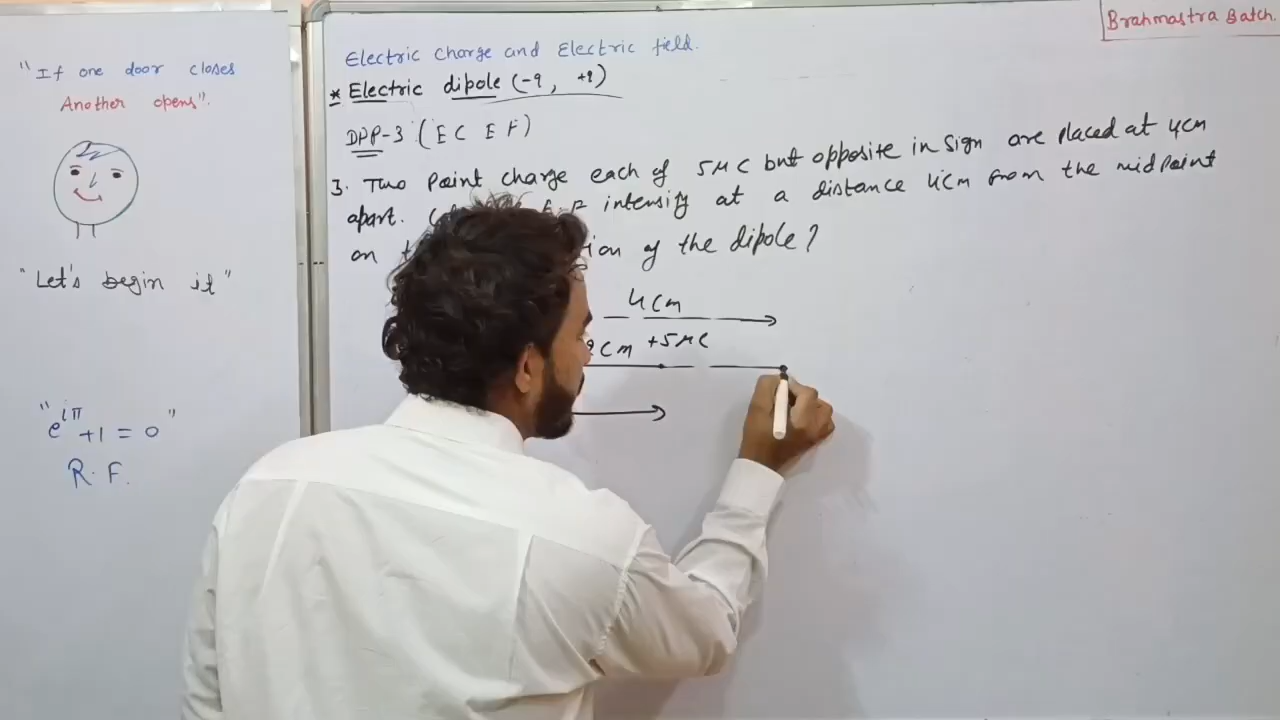 "If one door closes
Another opens".
"Let's begin it"
"e^iπ +1 = 0"
R. F.
Brahmastra Batch.
Electric Charge and Electric field.
* Electric dipole (-q, +q)
DPP-3 (E C E F)
3. Two point charge each of 5μC but opposite in sign are placed at 4cm
apart. intensity at a distance 4cm from the midpoint
on of the dipole?
4cm
2cm +5μC